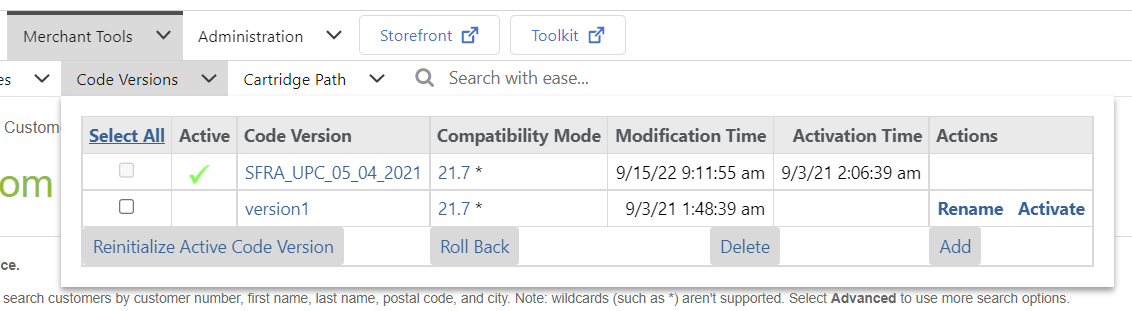 Merchant Tools Administration Storefront Toolkit
es Code Versions Cartridge Path Search with ease...
Custom
Select All Active Code Version Compatibility Mode Modification Time Activation Time Actions
SFRA_UPC_05_04_2021 21.7 * 9/15/22 9:11:55 am 9/3/21 2:06:39 am
om
version1 21.7 * 9/3/21 1:48:39 am Rename Activate
Reinitialize Active Code Version Roll Back Delete Add
ce.
search customers by customer number, first name, last name, postal code, and city. Note: wildcards (such as *) aren't supported. Select Advanced to use more search options.